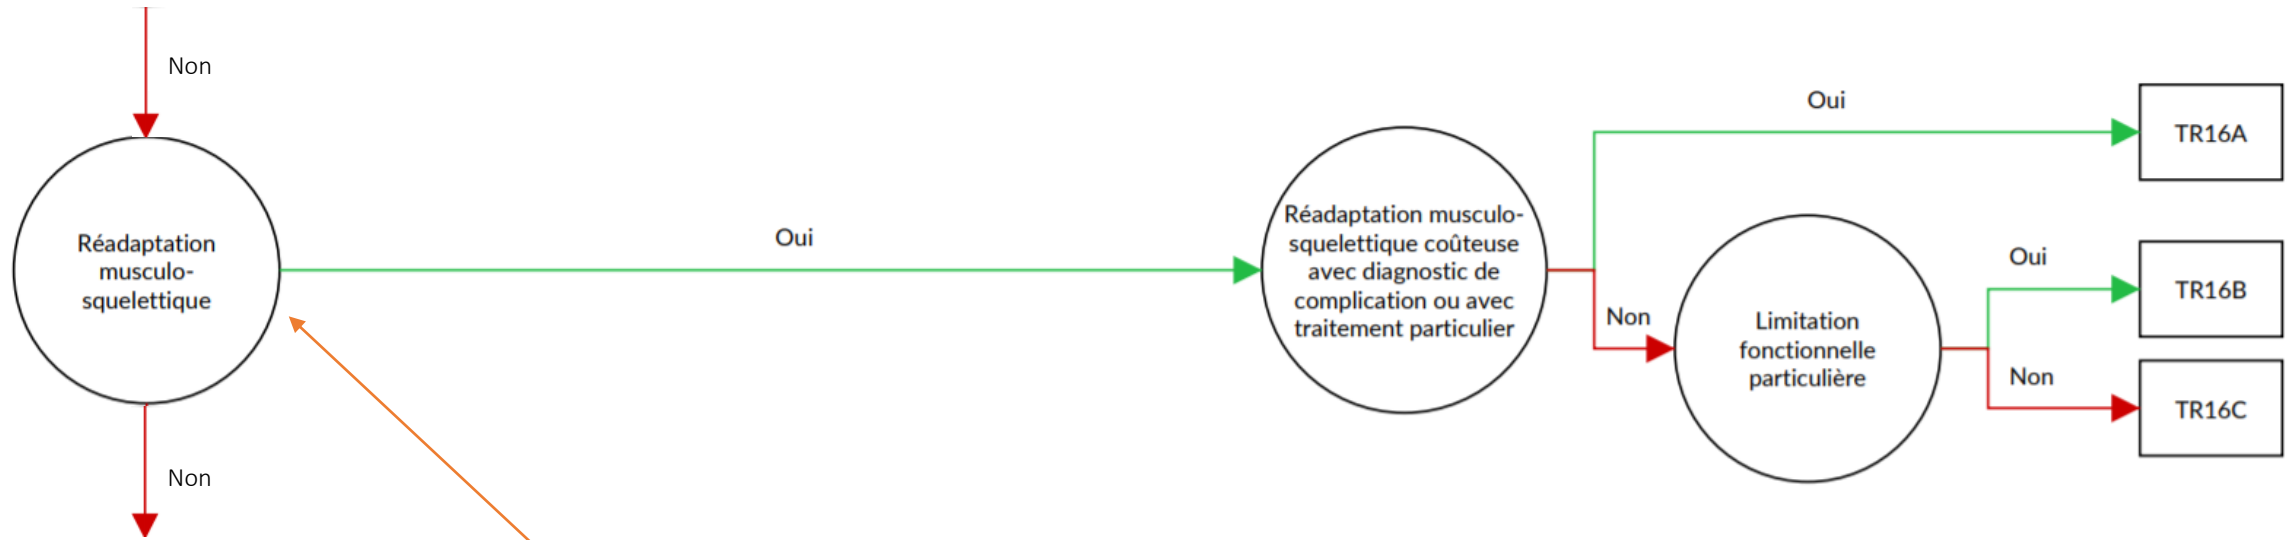 Non
Réadaptation
musculo-
squelettique
Non
Oui
Réadaptation musculo-
squelettique coûteuse
avec diagnostic de
complication ou avec
traitement particulier
Oui
TR16A
Non
Limitation
fonctionnelle
particulière
Oui
TR16B
Non
TR16C